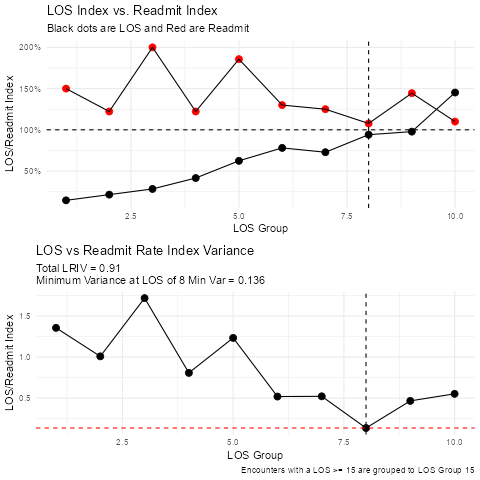 LOS Index vs. Readmit Index
Black dots are LOS and Red are Readmit
200%
150%
100%
50%
LOS/Readmit Index
2.5
5.0
7.5
10.0
LOS Group
LOS vs Readmit Rate Index Variance
Total LRIV = 0.91
Minimum Variance at LOS of 8 Min Var = 0.136
1.5
1.0
0.5
LOS/Readmit Index
2.5
5.0
7.5
10.0
LOS Group
Encounters with a LOS >= 15 are grouped to LOS Group 15